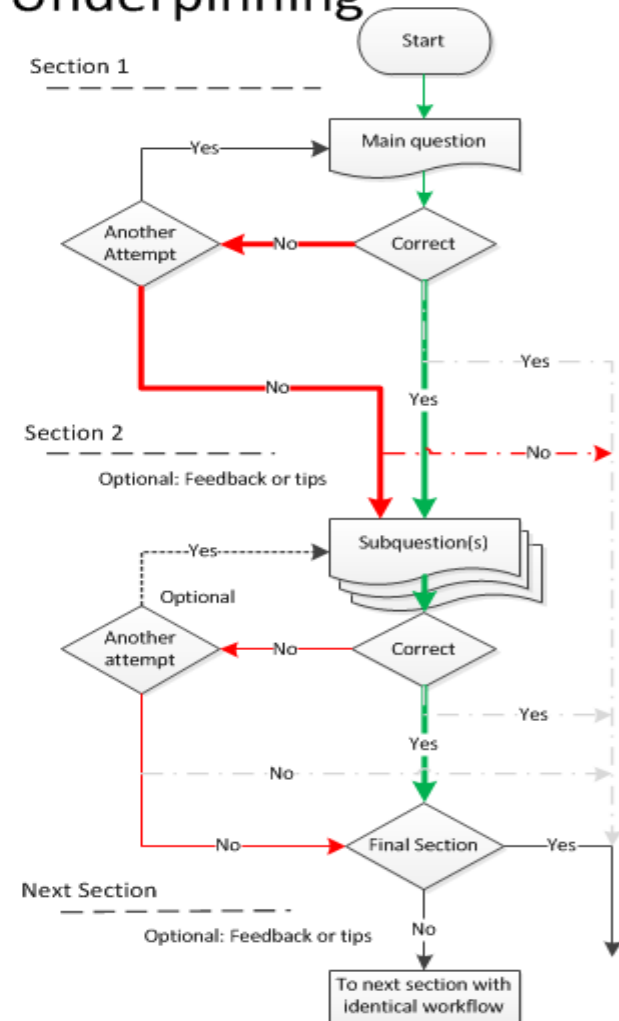 Underpinning
Start
Section 1
Main question
Yes
Another
Attempt
No
Correct
Yes
Yes
No
Section 2
No
Optional: Feedback or tips
Subquestion(s)
Yes
Optional
Another
attempt
No
Correct
Yes
Yes
No
No
Final Section
Yes
Next Section
No
Optional: Feedback or tips
To next section with
identical workflow